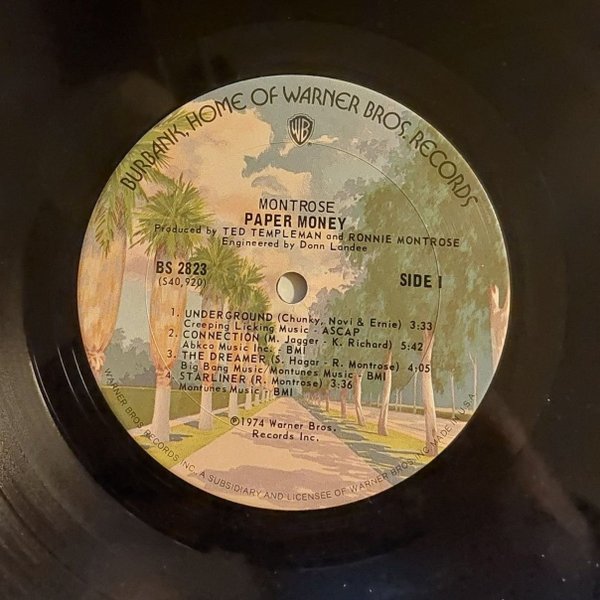 BURBANK, HOME OF WARNER BROS. RECORDS
WB
MONTROSE
PAPER MONEY
Produced by TED TEMPLEMAN and RONNIE MONTROSE
Engineered by Donn Landee
BS 2823
(S40,920)
SIDE 1
1. UNDERGROUND (Chunky, Novi & Ernie) 3:33
Creeping Licking Music - ASCAP
2. CONNECTION (M. Jagger - K. Richard) 5:42
Abkco Music Inc. - BMI
3. THE DREAMER (S. Hagar - R. Montrose) 4:05
Big Bang Music/Montunes Music - BMI
4. STARLINER (R. Montrose) 3:36
Montunes Music - BMI
℗1974 Warner Bros.
Records Inc.
WARNER BROS. RECORDS INC., A SUBSIDIARY AND LICENSEE OF WARNER BROS. INC. MADE IN U.S.A.